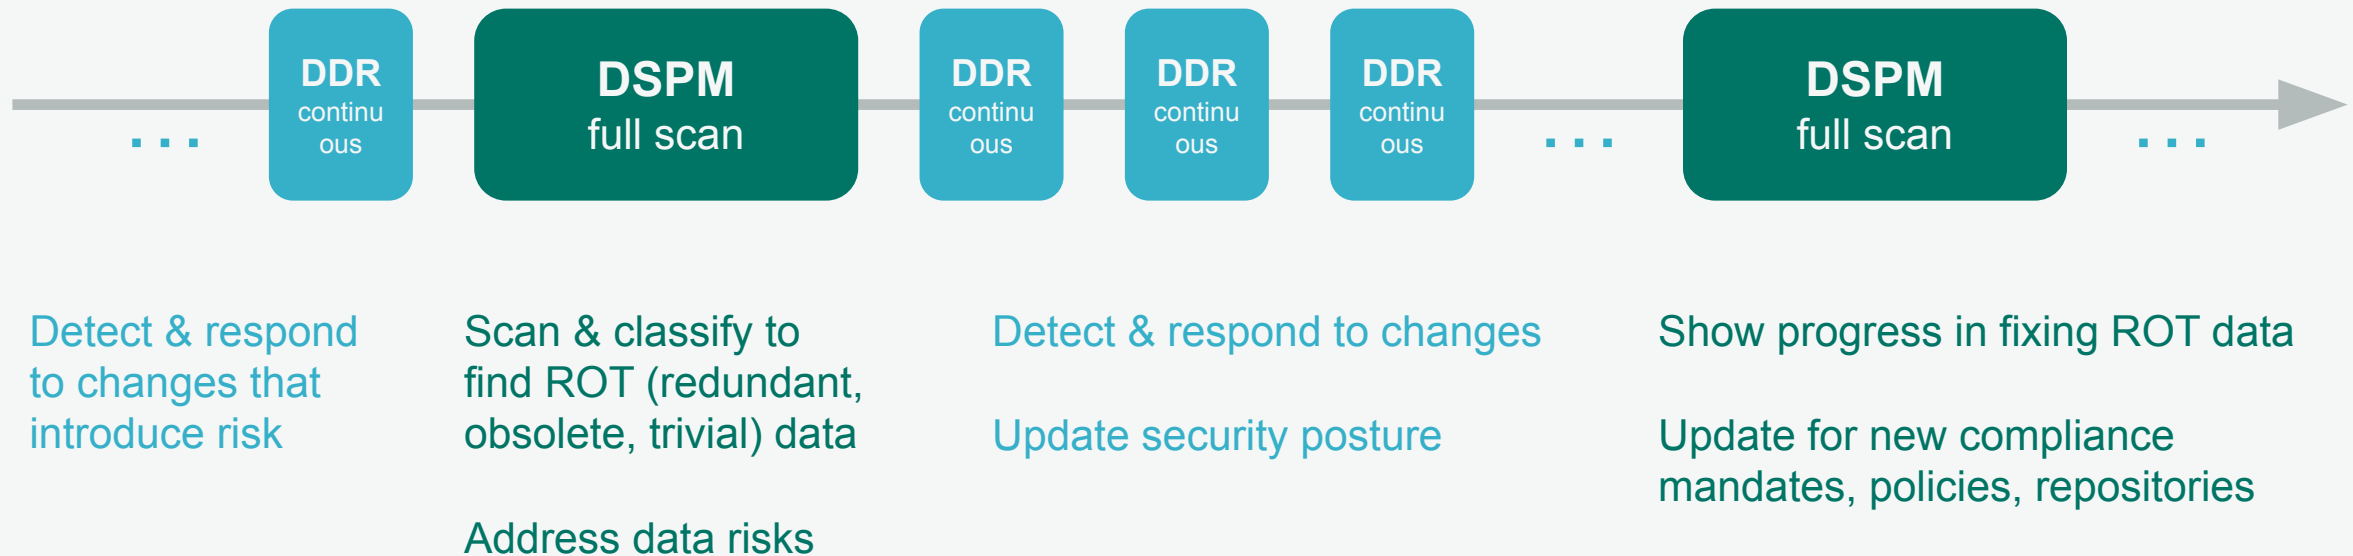 DDR
continu
ous
DSPM
full scan
DDR
continu
ous
DDR
continu
ous
DDR
continu
ous
DSPM
full scan
...
...
...
Detect & respond
to changes that
introduce risk
Scan & classify to
find ROT (redundant,
obsolete, trivial) data
Address data risks
Detect & respond to changes
Update security posture
Show progress in fixing ROT data
Update for new compliance
mandates, policies, repositories